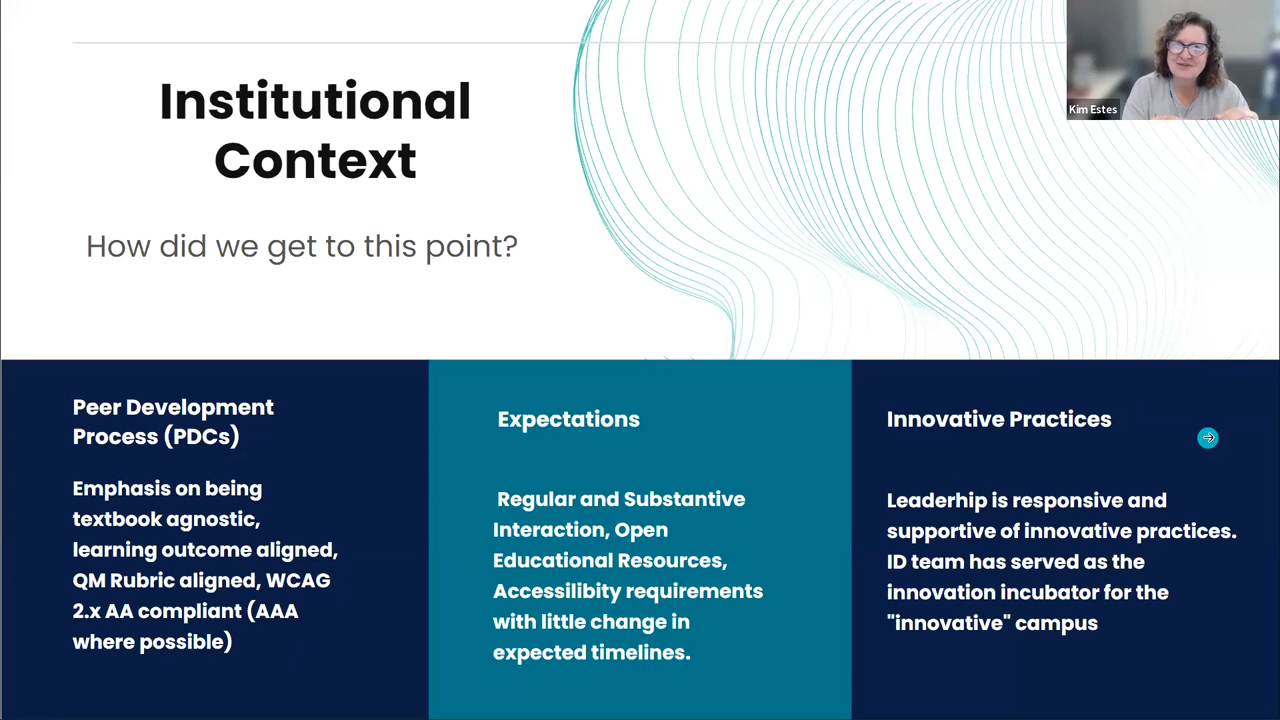 Institutional
Context
How did we get to this point?
Kim Estes
Peer Development
Process (PDCs)
Emphasis on being
textbook agnostic,
learning outcome aligned,
QM Rubric aligned, WCAG
2.x AA compliant (AAA
where possible)
Expectations
Regular and Substantive
Interaction, Open
Educational Resources,
Accessilibity requirements
with little change in
expected timelines.
Innovative Practices
Leaderhip is responsive and
supportive of innovative practices.
ID team has served as the
innovation incubator for the
"innovative" campus